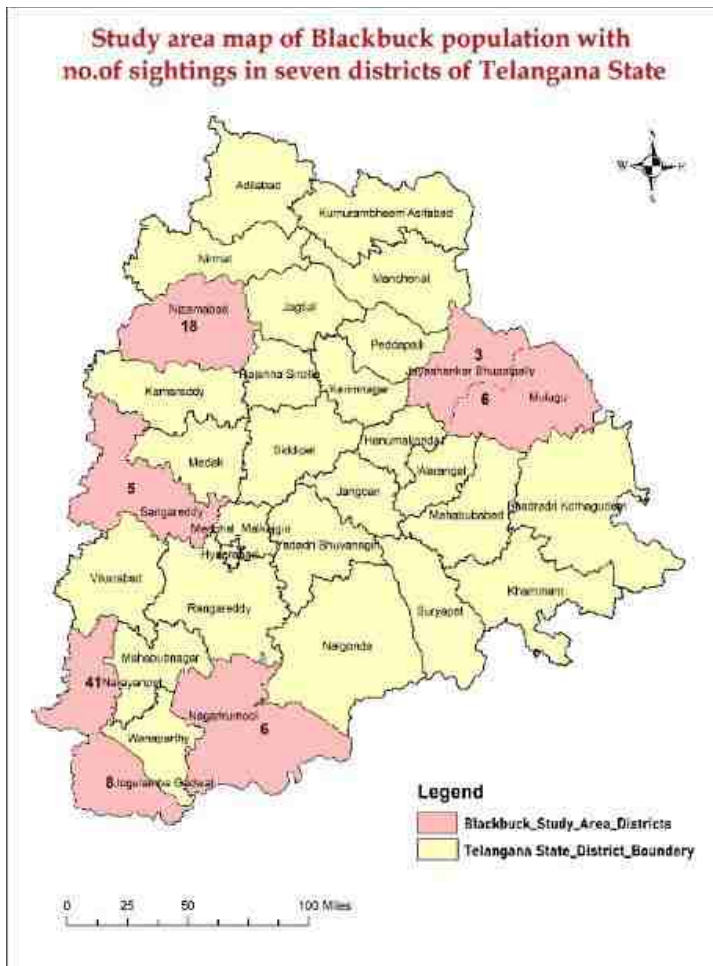 Study area map of Blackbuck population with
no.of sightings in seven districts of Telangana State
N
W
E
S
Adilabad
Kumurambheem Asifabad
Nirmal
Mancherial
Nizamabad
18
Jagtial
Peddapalli
3
Jayashankar Bhupalpally
Rajanna Sircilla
Kamareddy
Karimnagar
6
Mulugu
Hanumakonda
Siddipet
Medak
Warangal
5
Jangoan
Sangareddy
Mahabubabad
Bhadradri Kothagudem
Medchal Malkajgiri
Hyderabad
Yadadri Bhuvanagiri
Vikarabad
Khammam
Rangareddy
Suryapet
Nalgonda
Mahabubnagar
41
Narayanpet
Nagarkurnool
6
Wanaparthy
8
Jogulamba Gadwal
Legend
Blackbuck_Study_Area_Districts
Telangana State_District_Boundery
0 25 50 100 Miles